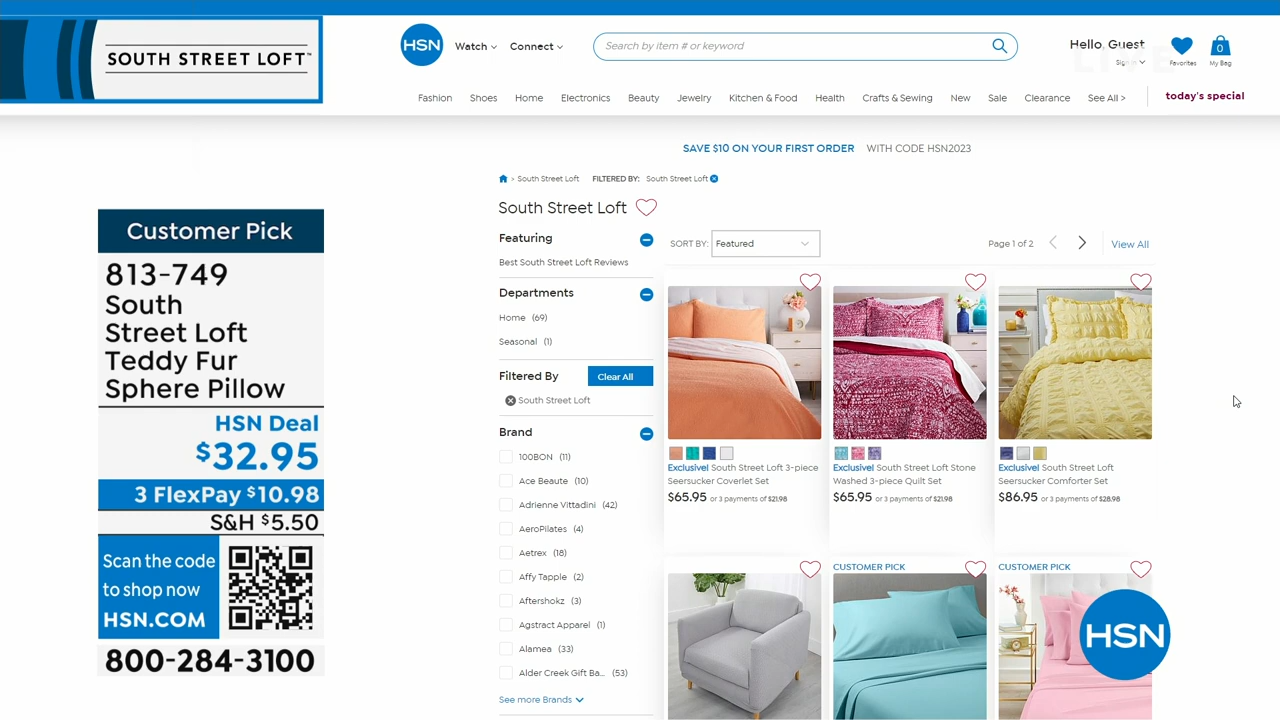 SOUTH STREET LOFT™
HSN
Watch
Connect
Search by item # or keyword
Hello, Guest
LIVE
Favorites
0
My Bag
Fashion
Shoes
Home
Electronics
Beauty
Jewelry
Kitchen & Food
Health
Crafts & Sewing
New
Sale
Clearance
See All >
today's special
SAVE $10 ON YOUR FIRST ORDER WITH CODE HSN2023
> South Street Loft FILTERED BY: South Street Loft
South Street Loft
Featuring
Best South Street Loft Reviews
Departments
Home (69)
Seasonal (1)
Filtered By
Clear All
South Street Loft
Brand
100BON (11)
Ace Beaute (10)
Adrienne Vittadini (42)
AeroPilates (4)
Aetrex (18)
Affy Tapple (2)
Aftershokz (3)
Agstract Apparel (1)
Alamea (33)
Alder Creek Gift Ba... (53)
See more Brands
SORT BY: Featured
Page 1 of 2
View All
Exclusive! South Street Loft 3-piece
Seersucker Coverlet Set
$65.95 or 3 payments of $21.98
Exclusive! South Street Loft Stone
Washed 3-piece Quilt Set
$65.95 or 3 payments of $21.98
Exclusive! South Street Loft
Seersucker Comforter Set
$86.95 or 3 payments of $28.98
CUSTOMER PICK
CUSTOMER PICK
HSN
Customer Pick
813-749
South
Street Loft
Teddy Fur
Sphere Pillow
HSN Deal
$32.95
3 FlexPay $10.98
S&H $5.50
Scan the code
to shop now
HSN.COM
800-284-3100